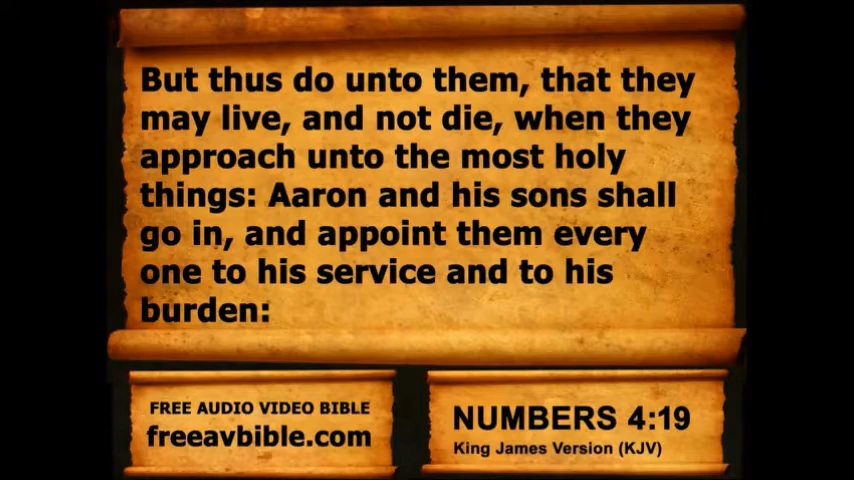 But thus do unto them, that they
may live, and not die, when they
approach unto the most holy
things: Aaron and his sons shall
go in, and appoint them every
one to his service and to his
burden:
FREE AUDIO VIDEO BIBLE
freeavbible.com
NUMBERS 4:19
King James Version (KJV)